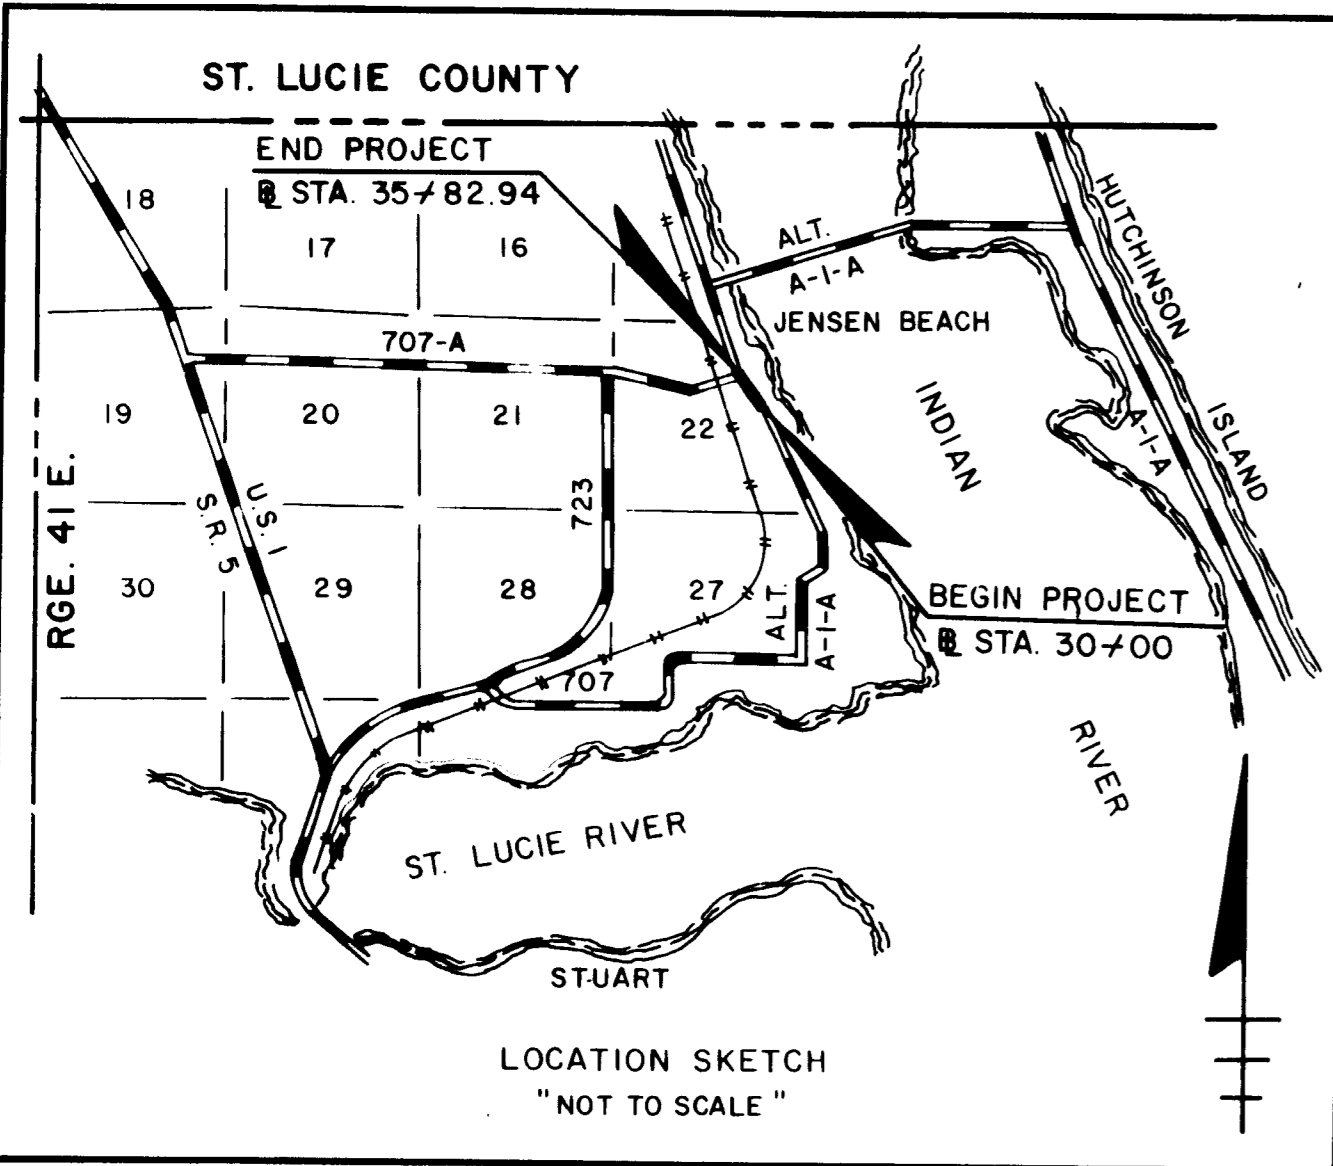 ST. LUCIE COUNTY
END PROJECT
BL STA. 35+82.94
18
17
16
ALT.
A-1-A
HUTCHINSON
ISLAND
JENSEN BEACH
707-A
19
20
21
22
INDIAN
RIVER
A-1-A
RGE. 41 E.
U.S. 1
S.R. 5
723
30
29
28
27
ALT.
A-1-A
BEGIN PROJECT
BL STA. 30+00
707
ST. LUCIE RIVER
STUART
LOCATION SKETCH
"NOT TO SCALE"